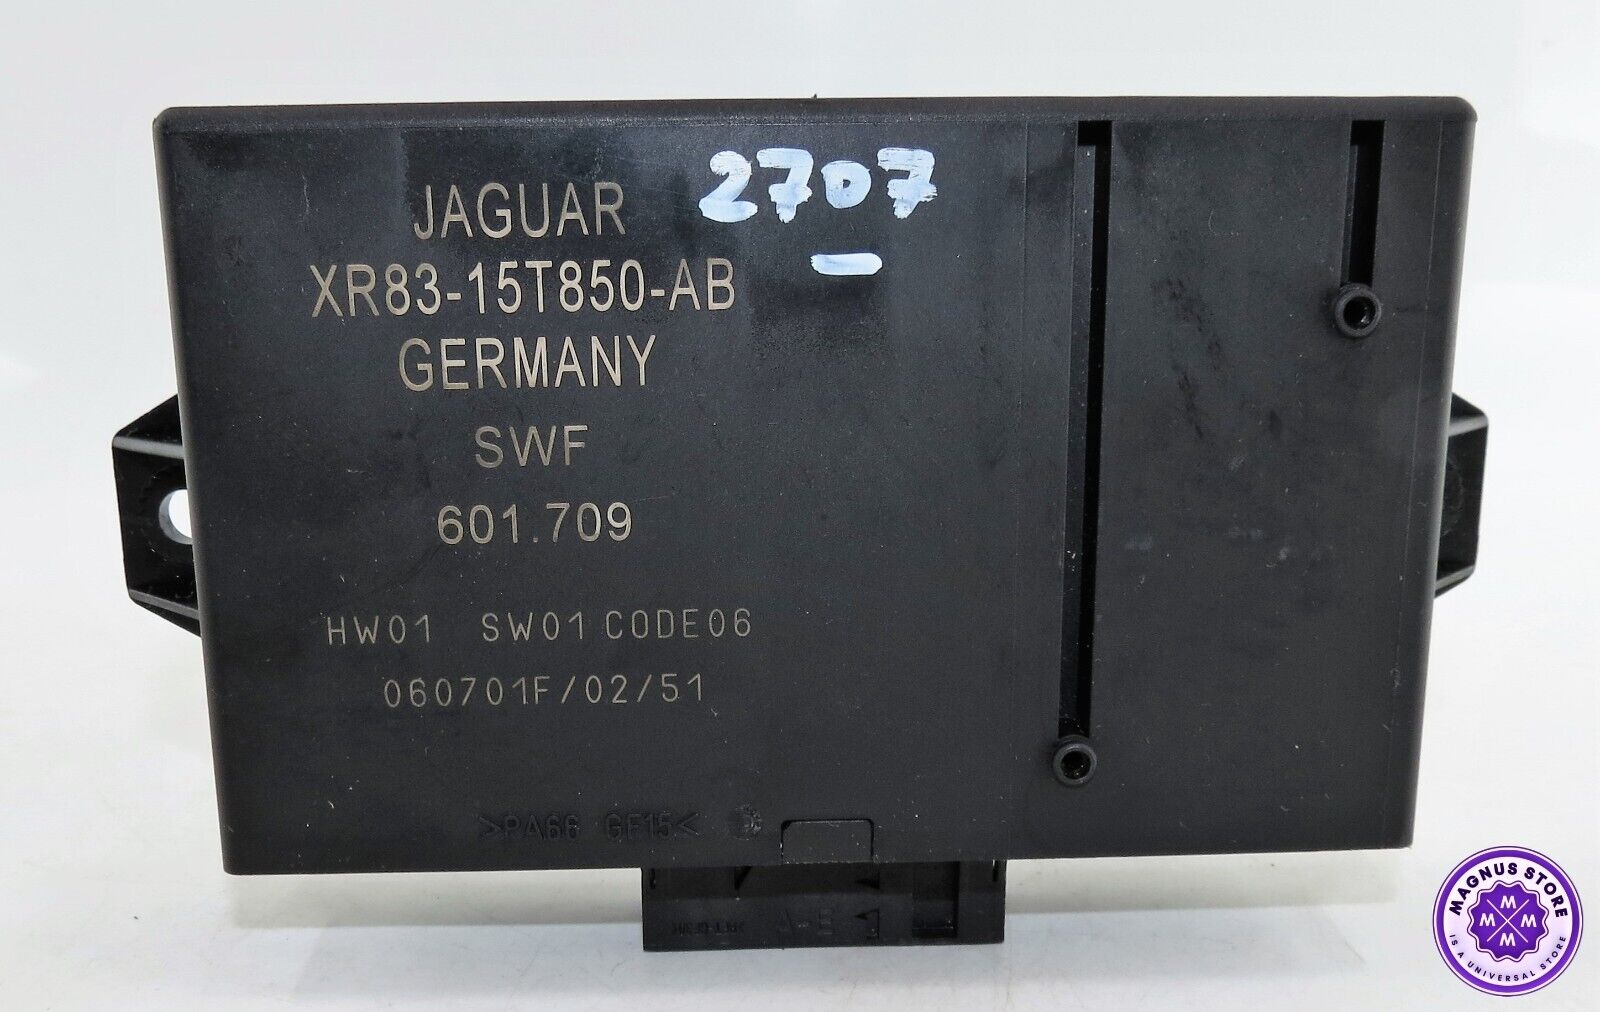 2707
JAGUAR
XR83-15T850-AB
GERMANY
SWF
601.709
HW01 SW01 CODE06
060701F/02/51
>PA66 GF15<
MAGNUS STORE
M
M M
M
IS A UNIVERSAL STORE